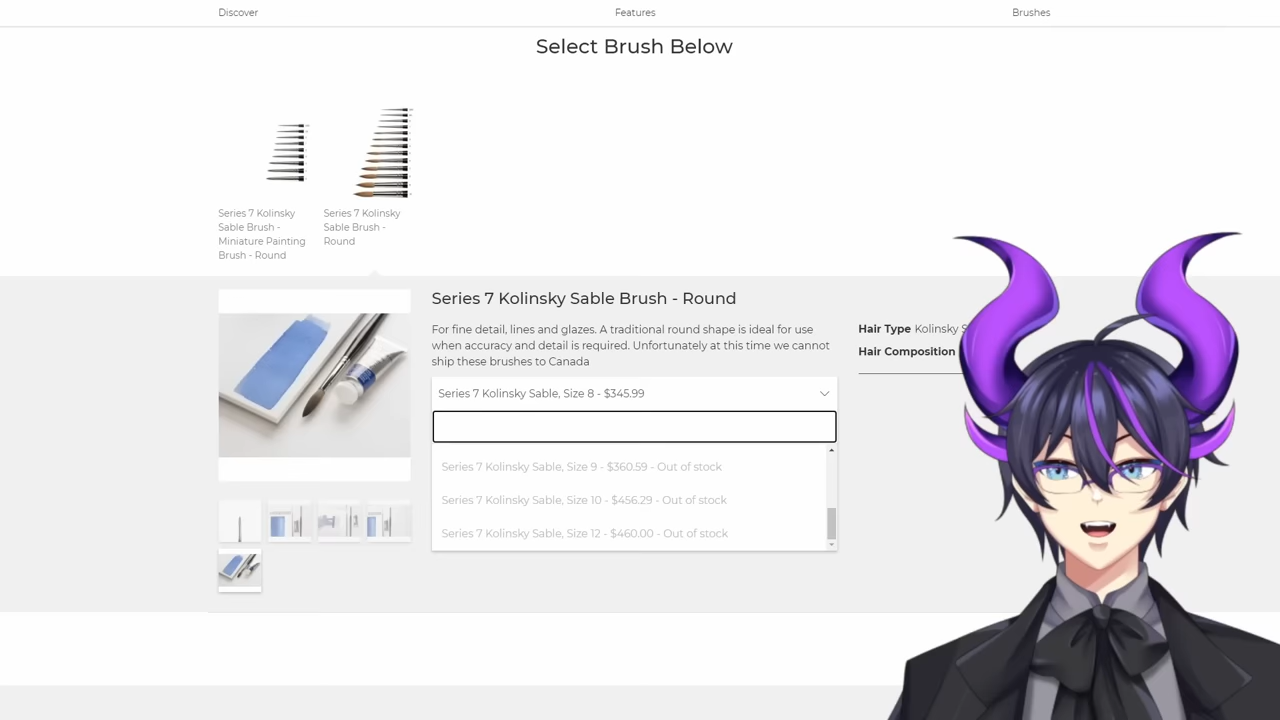 Discover
Features
Brushes
Select Brush Below
Series 7 Kolinsky
Sable Brush -
Miniature Painting
Brush - Round
Series 7 Kolinsky
Sable Brush -
Round
Series 7 Kolinsky Sable Brush - Round
For fine detail, lines and glazes. A traditional round shape is ideal for use
when accuracy and detail is required. Unfortunately at this time we cannot
ship these brushes to Canada
Series 7 Kolinsky Sable, Size 8 - $345.99
Series 7 Kolinsky Sable, Size 9 - $360.59 - Out of stock
Series 7 Kolinsky Sable, Size 10 - $456.29 - Out of stock
Series 7 Kolinsky Sable, Size 12 - $460.00 - Out of stock
Hair Type Kolinsky S
Hair Composition